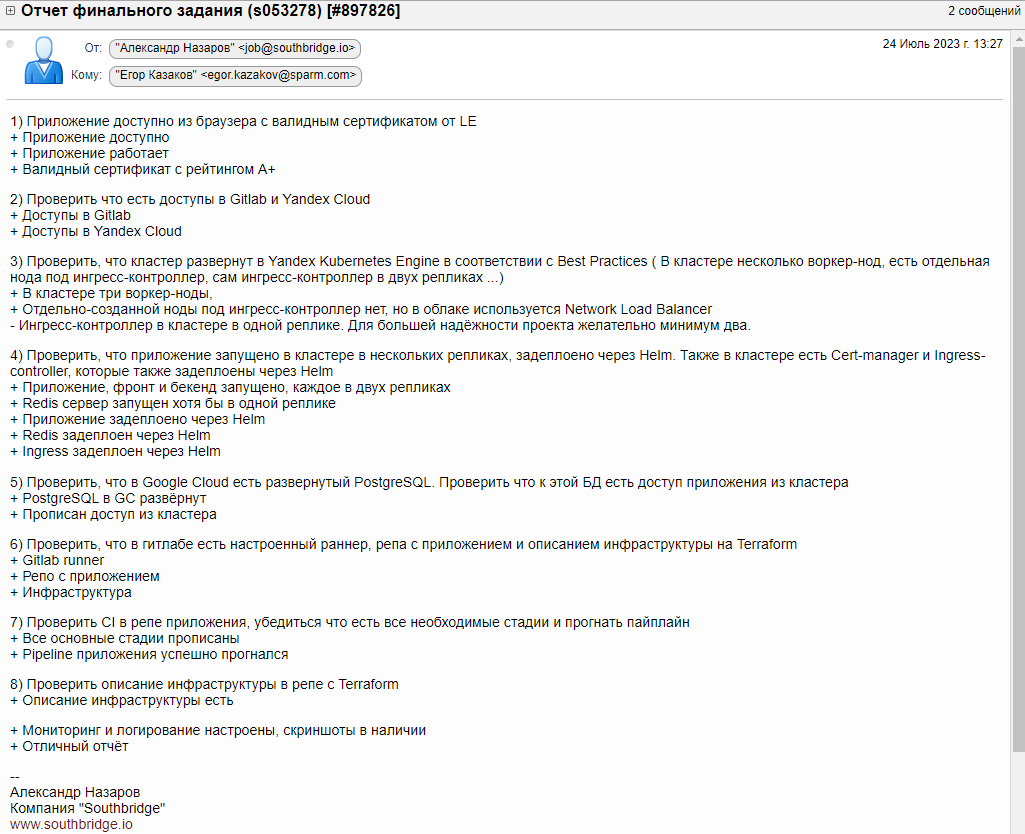 Отчет финального задания (s053278) [#897826]
2 сообщений
От: "Александр Назаров" <job@southbridge.io>
24 Июль 2023 г. 13:27
Кому: "Егор Казаков" <egor.kazakov@sparm.com>
1) Приложение доступно из браузера с валидным сертификатом от LE
+ Приложение доступно
+ Приложение работает
+ Валидный сертификат с рейтингом А+
2) Проверить что есть доступы в Gitlab и Yandex Cloud
+ Доступы в Gitlab
+ Доступы в Yandex Cloud
3) Проверить, что кластер развернут в Yandex Kubernetes Engine в соответствии с Best Practices ( В кластере несколько воркер-нод, есть отдельная
нода под ингресс-контроллер, сам ингресс-контроллер в двух репликах ...)
+ В кластере три воркер-ноды,
+ Отдельно-созданной ноды под ингресс-контроллер нет, но в облаке используется Network Load Balancer
- Ингресс-контроллер в кластере в одной реплике. Для большей надёжности проекта желательно минимум два.
4) Проверить, что приложение запущено в кластере в нескольких репликах, задеплоено через Helm. Также в кластере есть Cert-manager и Ingress-
controller, которые также задеплоены через Helm
+ Приложение, фронт и бекенд запущено, каждое в двух репликах
+ Redis сервер запущен хотя бы в одной реплике
+ Приложение задеплоено через Helm
+ Redis задеплоен через Helm
+ Ingress задеплоен через Helm
5) Проверить, что в Google Cloud есть развернутый PostgreSQL. Проверить что к этой БД есть доступ приложения из кластера
+ PostgreSQL в GC развёрнут
+ Прописан доступ из кластера
6) Проверить, что в гитлабе есть настроенный раннер, репа с приложением и описанием инфраструктуры на Terraform
+ Gitlab runner
+ Репо с приложением
+ Инфраструктура
7) Проверить CI в репе приложения, убедиться что есть все необходимые стадии и прогнать пайплайн
+ Все основные стадии прописаны
+ Pipeline приложения успешно прогнался
8) Проверить описание инфраструктуры в репе с Terraform
+ Описание инфраструктуры есть
+ Мониторинг и логирование настроены, скриншоты в наличии
+ Отличный отчёт
--
Александр Назаров
Компания "Southbridge"
www.southbridge.io